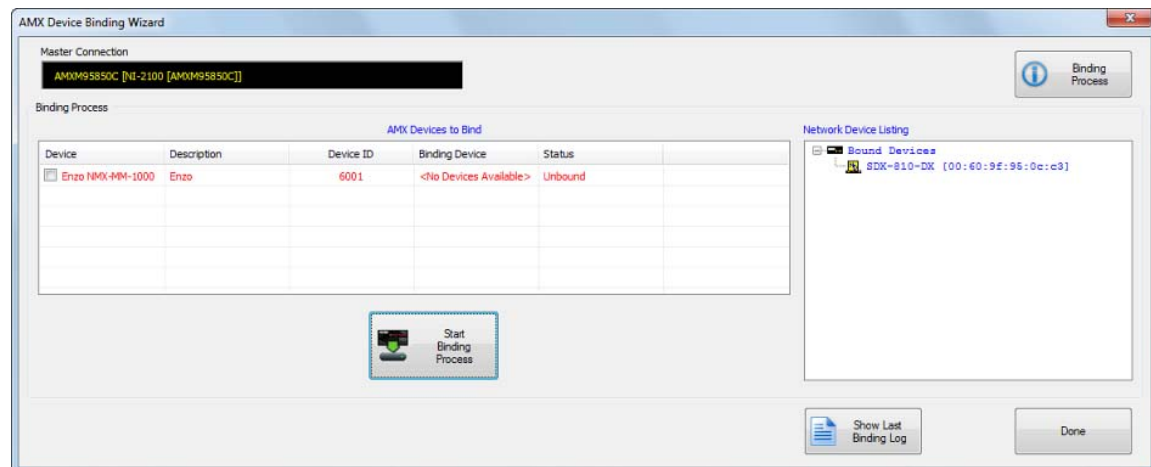 AMX Device Binding Wizard
Master Connection
AMXM95850C [NI-2100 [AMXM95850C]]
Binding
Process
Binding Process
AMX Devices to Bind
Network Device Listing
Device Description Device ID Binding Device Status
Enzo NMX-MM-1000 Enzo 6001 <No Devices Available> Unbound
Bound Devices
SDX-810-DX [00:60:9f:95:0c:c3]
Start
Binding
Process
Show Last
Binding Log
Done